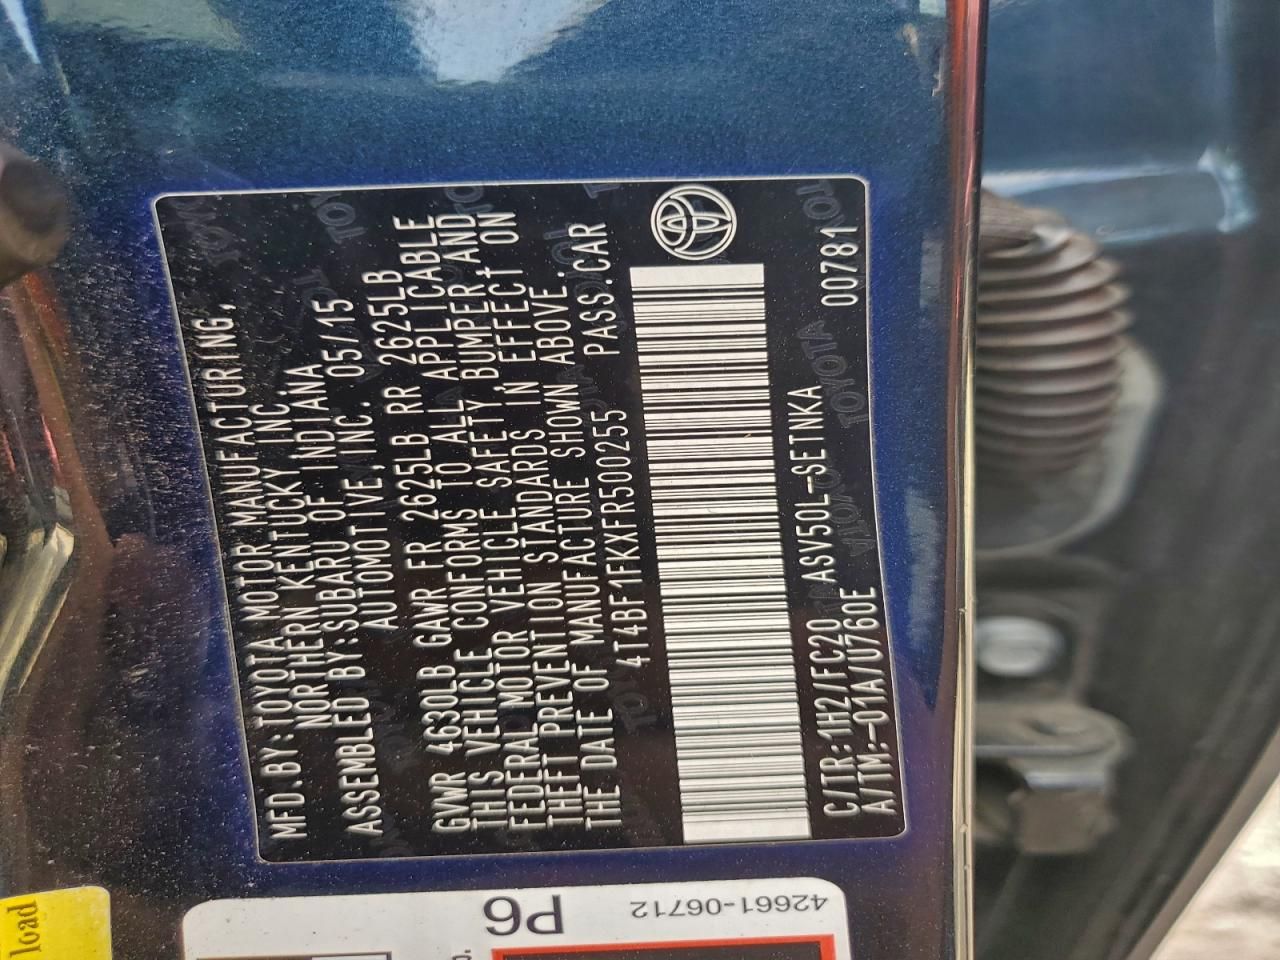 MFD.BY:TOYOTA MOTOR MANUFACTURING,
NORTHERN KENTUCKY INC.
ASSEMBLED BY:SUBARU OF INDIANA
AUTOMOTIVE, INC. 05/15
GVWR 4630LB GAWR FR 2625LB RR 2625LB
THIS VEHICLE CONFORMS TO ALL APPLICABLE
FEDERAL MOTOR VEHICLE SAFETY,BUMPER,AND
THEFT PREVENTION STANDARDS IN EFFECT ON
THE DATE OF MANUFACTURE SHOWN ABOVE.
4T4BF1FKXFR500255 PASS.CAR
C/TR:1H2/FC20 ASV50L-SETNKA 00781
A/TM:-01A/U760E
P6
42661-06712
load